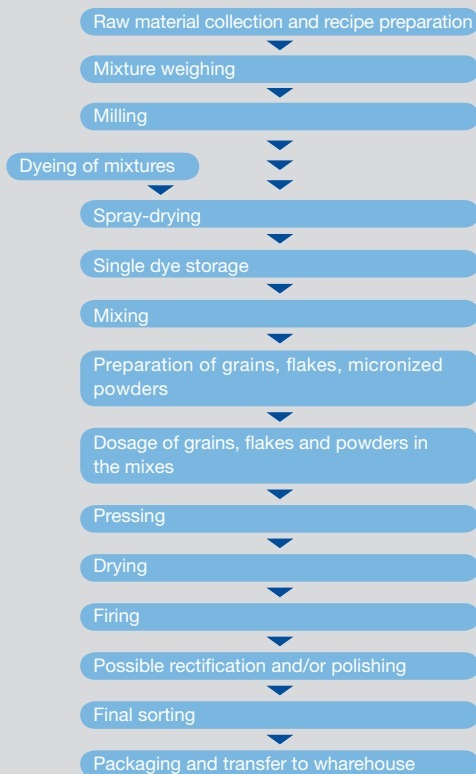 Raw material collection and recipe preparation
Mixture weighing
Milling
Dyeing of mixtures
Spray-drying
Single dye storage
Mixing
Preparation of grains, flakes, micronized
powders
Dosage of grains, flakes and powders in
the mixes
Pressing
Drying
Firing
Possible rectification and/or polishing
Final sorting
Packaging and transfer to wharehouse